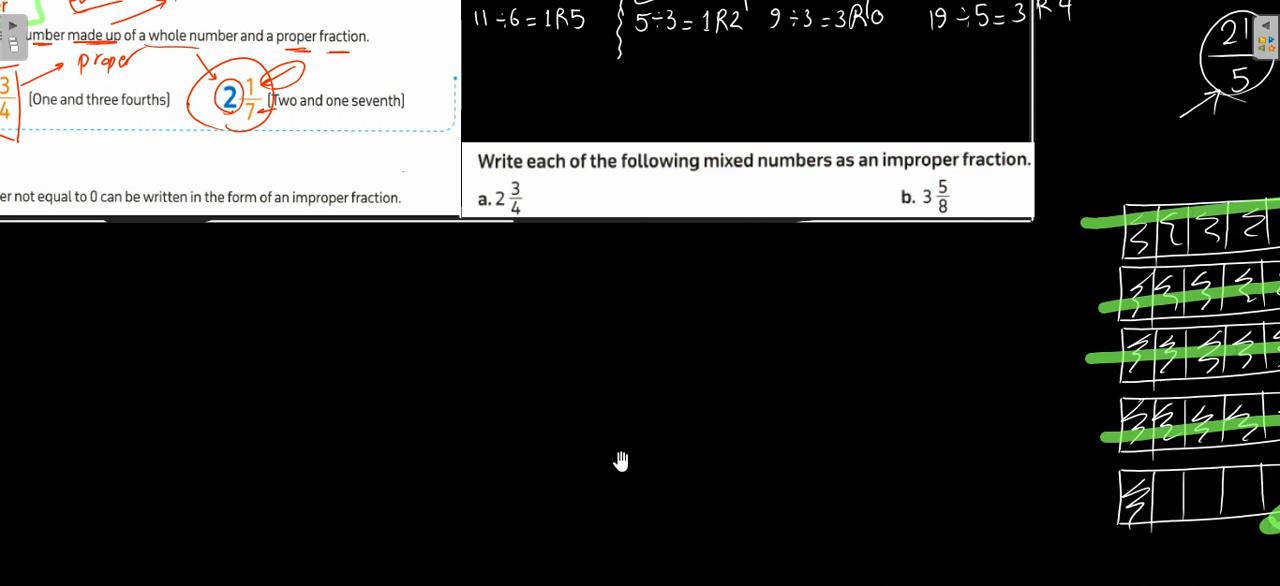 er
11 ÷ 6 = 1R5
5 ÷ 3 = 1R2
9 ÷ 3 = 3R0
19 ÷ 5 = 3 R4
umber made up of a whole number and a proper fraction.
proper
3/4 [One and three fourths]
2 1/7 [Two and one seventh]
21/5
er not equal to 0 can be written in the form of an improper fraction.
Write each of the following mixed numbers as an improper fraction.
a. 2 3/4
b. 3 5/8